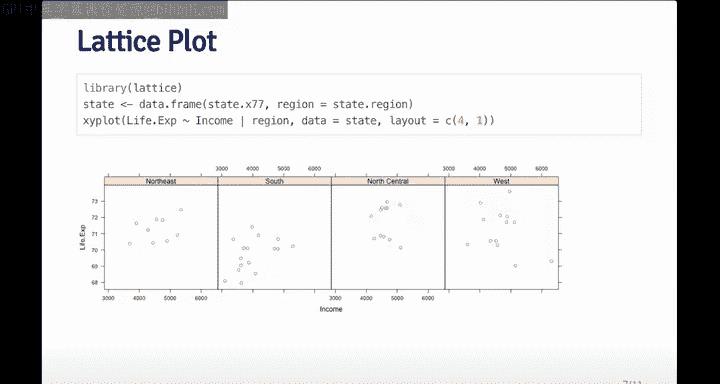 Lattice Plot
library(lattice)
state <- data.frame(state.x77, region = state.region)
xyplot(Life.Exp ~ Income | region, data = state, layout = c(4, 1))
3000 4000 5000 6000 3000 4000 5000 6000
Northeast South North Central West
73
72
71
70
69
68
Life.Exp
3000 4000 5000 6000 3000 4000 5000 6000
Income